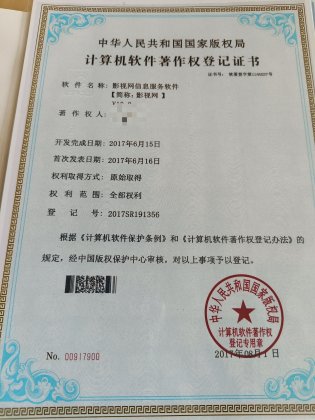 中华人民共和国国家版权局
计算机软件著作权登记证书
软件名称：影视网信息服务软件
【简称：影视网】
著作权人：
开发完成日期：2017年6月15日
首次发表日期：2017年6月16日
权利取得方式：原始取得
权利范围：全部权利
登记号：2017SR191356
根据《计算机软件保护条例》和《计算机软件著作权登记办法》的
规定，经中国版权保护中心审核，对以上事项予以登记。
中华人民共和国国家版权局
计算机软件著作权
登记专用章
No. 00917900